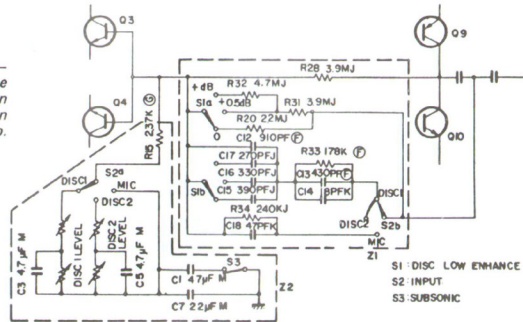 Q3
Q9
R28 3.9MJ
R32 4.7MJ
+dB
+0.5dB
R31 3.9MJ
S1a
R20 22MJ
Q4
0
C12 910PF Ⓕ
Q10
R15 2.37K Ⓖ
C17 270PFJ
R33 178K Ⓕ
C16 330PFJ
C13 430PF Ⓕ
S1b
C15 390PFJ
C14
PFK
S2a
DISC1
MIC
DISC1
R34 240KJ
DISC2
S2b
DISC2
C18 47PFK
MIC
Z1
DISC 1 LEVEL
DISC 2 LEVEL
S1: DISC LOW ENHANCE
S2: INPUT
S3: SUBSONIC
C3 4.7μF M
C5 4.7μF M
S3
C1 47μF M
Z2
C7 22μF M